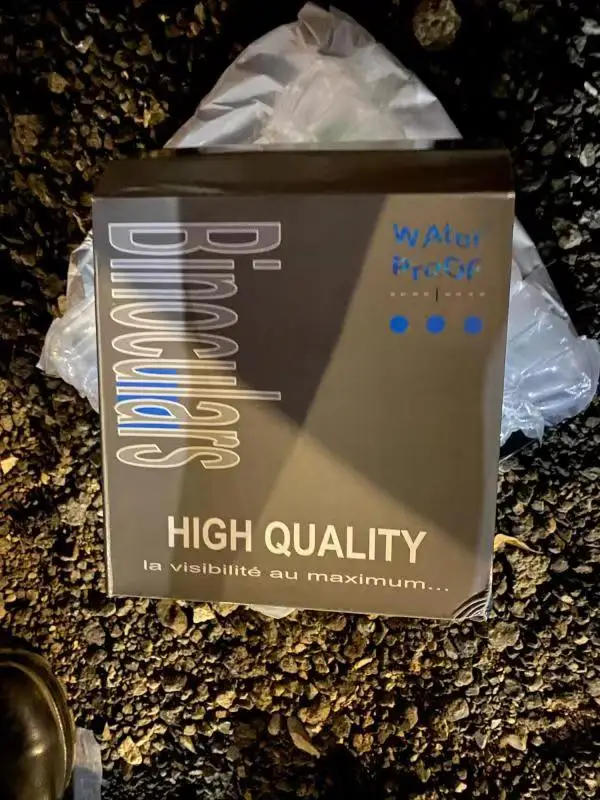 Binoculars
WAter
ProOF
HIGH QUALITY
la visibilité au maximum...